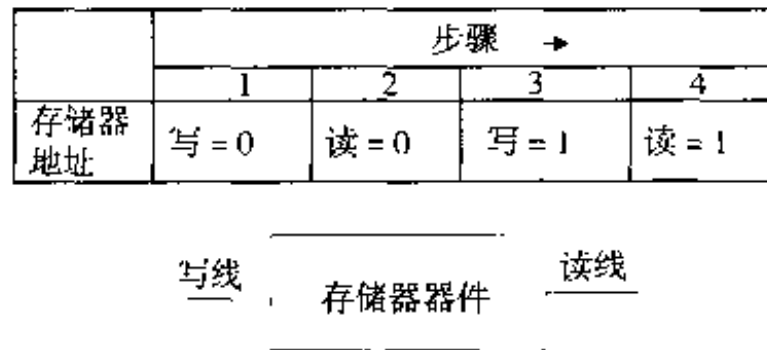 步骤 →
1 2 3 4
存储器
地址
写 = 0 读 = 0 写 = 1 读 = 1
写线 存储器器件 读线